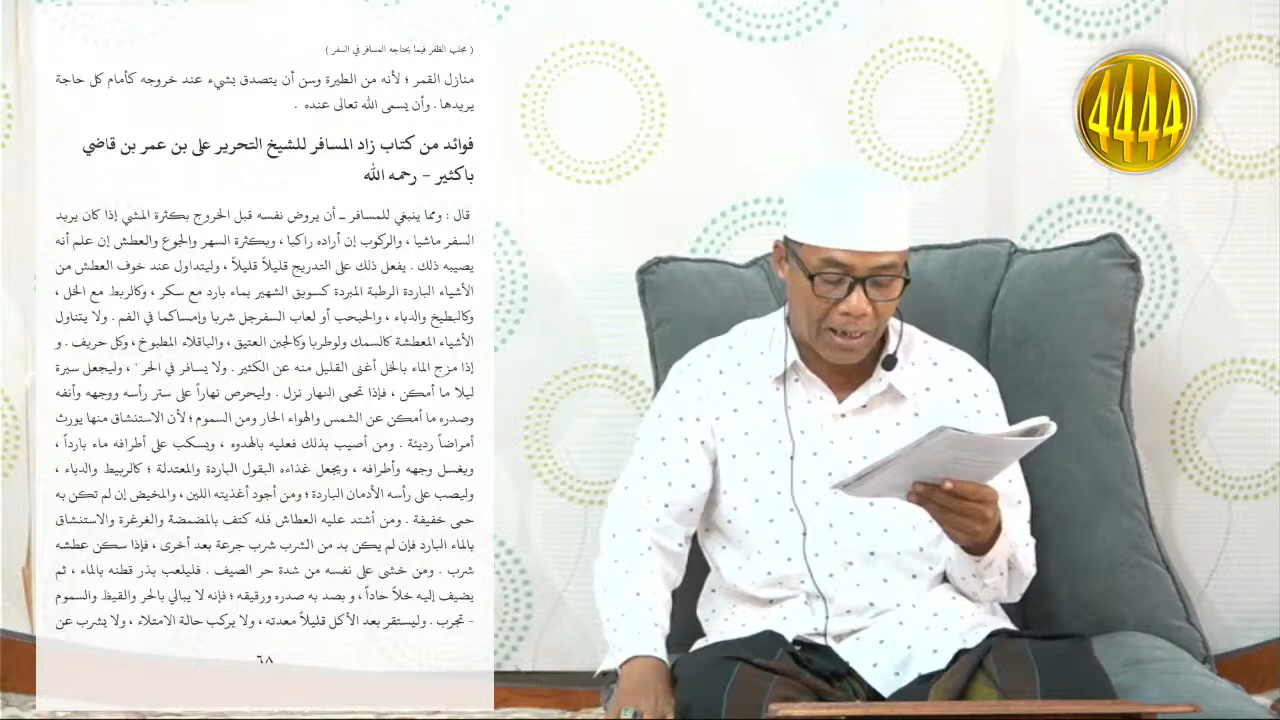 ( مجلب الظفر فيما يحتاجه المسافر في السفر )
منازل القمر ؛ لأنه من الطيرة وسن أن يتصدق بشيء عند خروجه كأمام كل حاجة
يريدها . وأن يسمى الله تعالى عنده .
فوائد من كتاب زاد المسافر للشيخ التحرير على بن عمر بن قاضي
باكثير – رحمه الله
قال : ومما ينبغي للمسافر – أن يروض نفسه قبل الخروج بكثرة المشي إذا كان يريد
السفر ماشيا ، والركوب إن أراده راكبا ، وبكثرة السهر والجوع والعطش إن علم أنه
يصيبه ذلك . يفعل ذلك على التدريج قليلاً قليلاً ، وليتداول عند خوف العطش من
الأشياء الباردة الرطبة المبردة كسويق الشهير بماء بارد مع سكر ، وكالربط مع الخل ،
وكالبطيخ والدباء ، والحبحب أو لعاب السفرجل شربا وإمساكما في الفم . ولا يتناول
الأشياء المعطشة كالسمك ولوطريا وكالجبن العتيق ، والباقلاء المطبوخ ، وكل حريف . و
إذا مزج الماء بالخل أغنى القليل منه عن الكثير . ولا يسافر في الحر ، وليجعل سيرة
ليلا ما أمكن ، فإذا تحمى النهار نزل . وليحرص نهاراً على ستر رأسه ووجهه وأنفه
وصدره ما أمكن عن الشمس والهواء الحار ومن السموم ؛ لأن الاستنشاق منها يورث
أمراضاً رديئة . ومن أصيب بذلك فعليه بالهدوء ، ويسكب على أطرافه ماء بارداً ،
ويغسل وجهه وأطرافه ، ويجعل غذاءه البقول الباردة والمعتدلة ؛ كالربيط والدباء ،
وليصب على رأسه الأدمان الباردة ؛ ومن أجود أغذيته اللبن ، والمخيض إن لم تكن به
حمى خفيفة . ومن أشتد عليه العطاش فله كتف بالمضمضة والغرغرة والاستنشاق
بالماء البارد فإن لم يكن بد من الشرب شرب جرعة بعد أخرى ، فإذا سكن عطشه
شرب . ومن خشى على نفسه من شدة حر الصيف . فليلعب بذر قطنه بالماء ، ثم
يضيف إليه خلاً حاداً ، و بصد به صدره ورقيقه ؛ فإنه لا يبالي بالحر والقيظ والسموم
- تجرب . وليستقر بعد الأكل قليلاً معدته ، ولا يركب حالة الامتلاء ، ولا يشرب عن
٦٨
4444